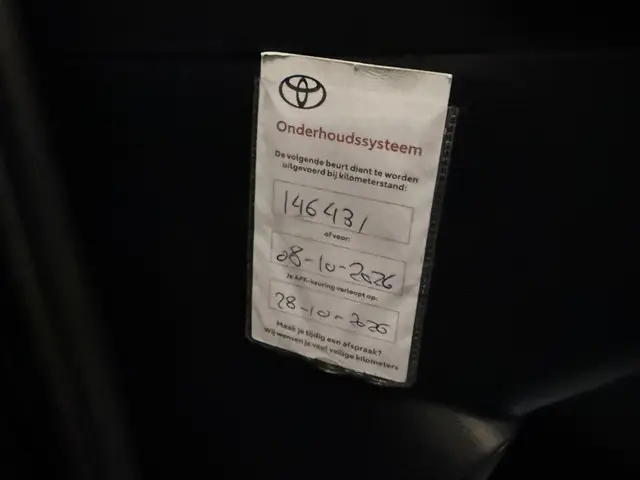 Onderhoudssysteem
De volgende beurt dient te worden
uitgevoerd bij kilometerstand:
146431
of voor:
08-10-2026
Je APK-keuring verloopt op:
28-10-2026
Maak je tijdig een afspraak?
Wij wensen je veel veilige kilometers